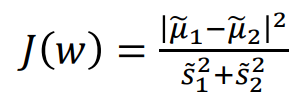 J(w) = |μ̃₁−μ̃₂|² / s̃₁²+s̃₂²